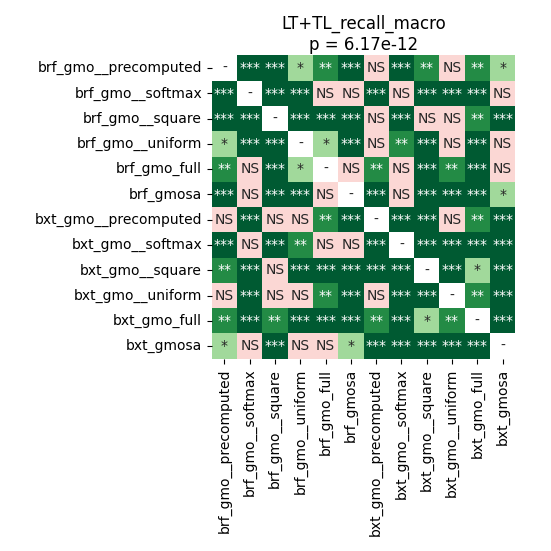 LT+TL_recall_macro
p = 6.17e-12
brf_gmo__precomputed - *** *** * ** *** NS *** ** NS ** *
brf_gmo__softmax *** - *** *** NS NS *** NS *** *** *** NS
brf_gmo__square *** *** - *** *** *** NS *** NS NS ** ***
brf_gmo__uniform * *** *** - * *** NS ** *** NS *** NS
brf_gmo_full ** NS *** * - NS ** NS *** ** *** NS
brf_gmosa *** NS *** *** NS - *** NS *** *** *** *
bxt_gmo__precomputed NS *** NS NS ** *** - *** *** NS ** ***
bxt_gmo__softmax *** NS *** ** NS NS *** - *** *** *** ***
bxt_gmo__square ** *** NS *** *** *** *** *** - *** * ***
bxt_gmo__uniform NS *** NS NS ** *** NS *** *** - ** ***
bxt_gmo_full ** *** ** *** *** *** ** *** * ** - ***
bxt_gmosa * NS *** NS NS * *** *** *** *** *** -
brf_gmo__precomputed
brf_gmo__softmax
brf_gmo__square
brf_gmo__uniform
brf_gmo_full
brf_gmosa
bxt_gmo__precomputed
bxt_gmo__softmax
bxt_gmo__square
bxt_gmo__uniform
bxt_gmo_full
bxt_gmosa